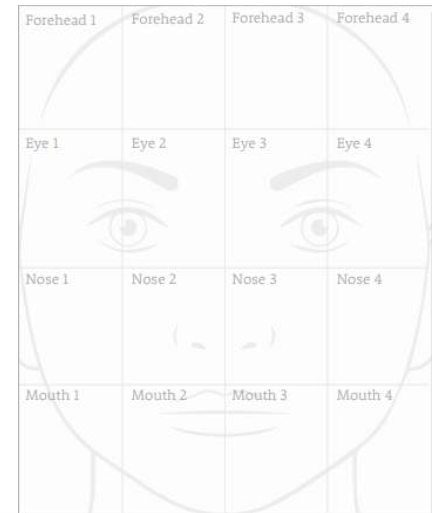 Forehead 1 Forehead 2 Forehead 3 Forehead 4
Eye 1 Eye 2 Eye 3 Eye 4
Nose 1 Nose 2 Nose 3 Nose 4
Mouth 1 Mouth 2 Mouth 3 Mouth 4